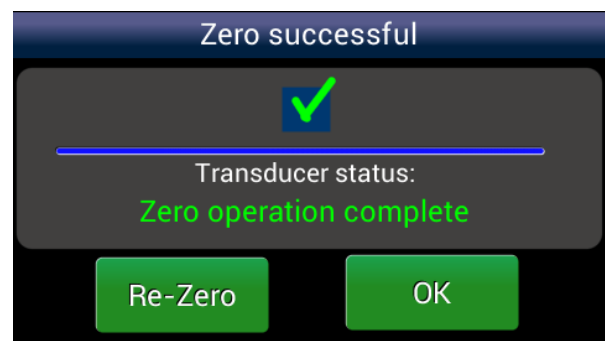 Zero successful
Transducer status:
Zero operation complete
Re-Zero
OK